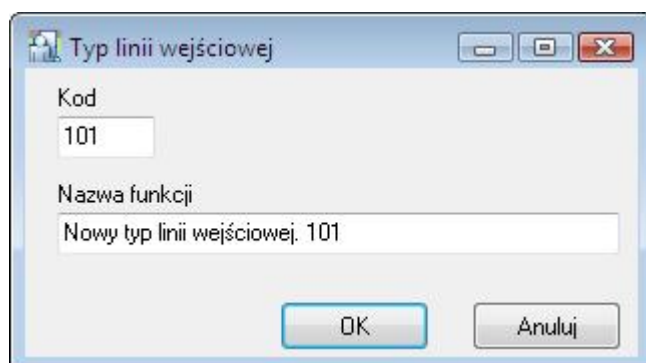 Typ linii wejściowej
Kod
101
Nazwa funkcji
Nowy typ linii wejściowej. 101
OK
Anuluj